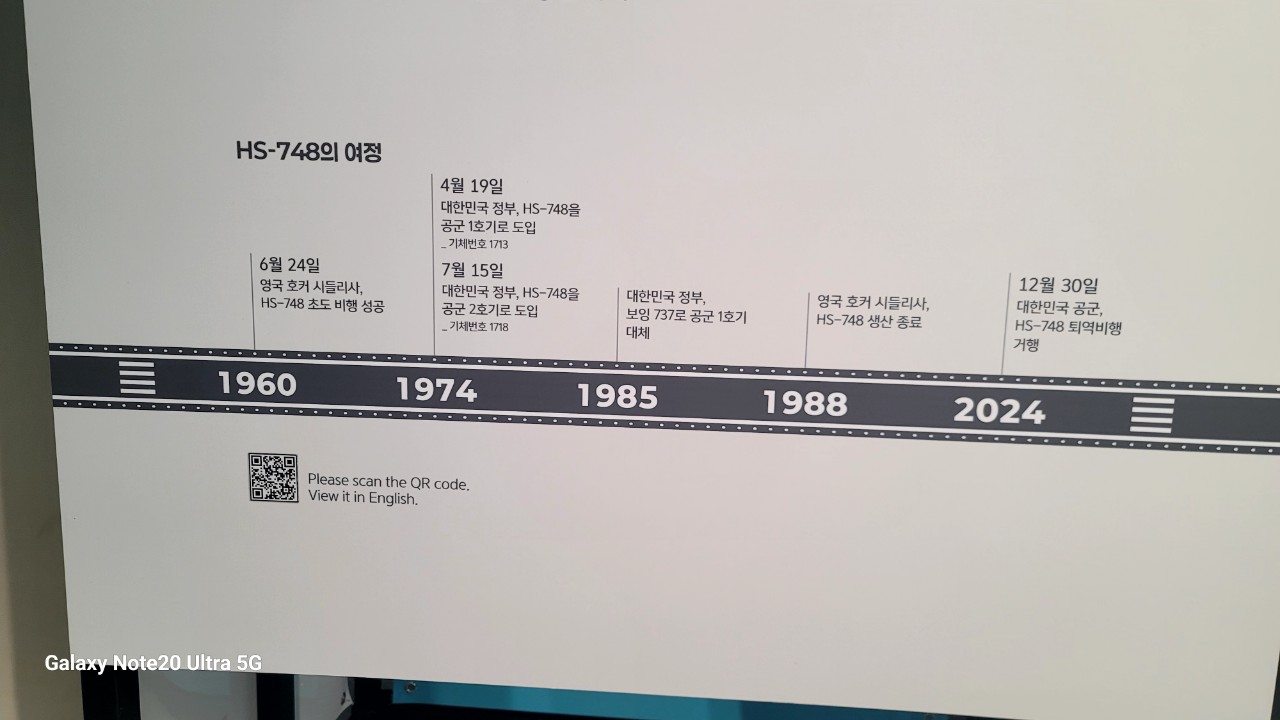 HS-748의 여정
6월 24일
영국 호커 시들리사,
HS-748 초도 비행 성공
4월 19일
대한민국 정부, HS-748을
공군 1호기로 도입
_ 기체번호 1713
7월 15일
대한민국 정부, HS-748을
공군 2호기로 도입
_ 기체번호 1718
대한민국 정부,
보잉 737로 공군 1호기
대체
영국 호커 시들리사,
HS-748 생산 종료
12월 30일
대한민국 공군,
HS-748 퇴역비행
거행
1960
1974
1985
1988
2024
Please scan the QR code.
View it in English.
Galaxy Note20 Ultra 5G